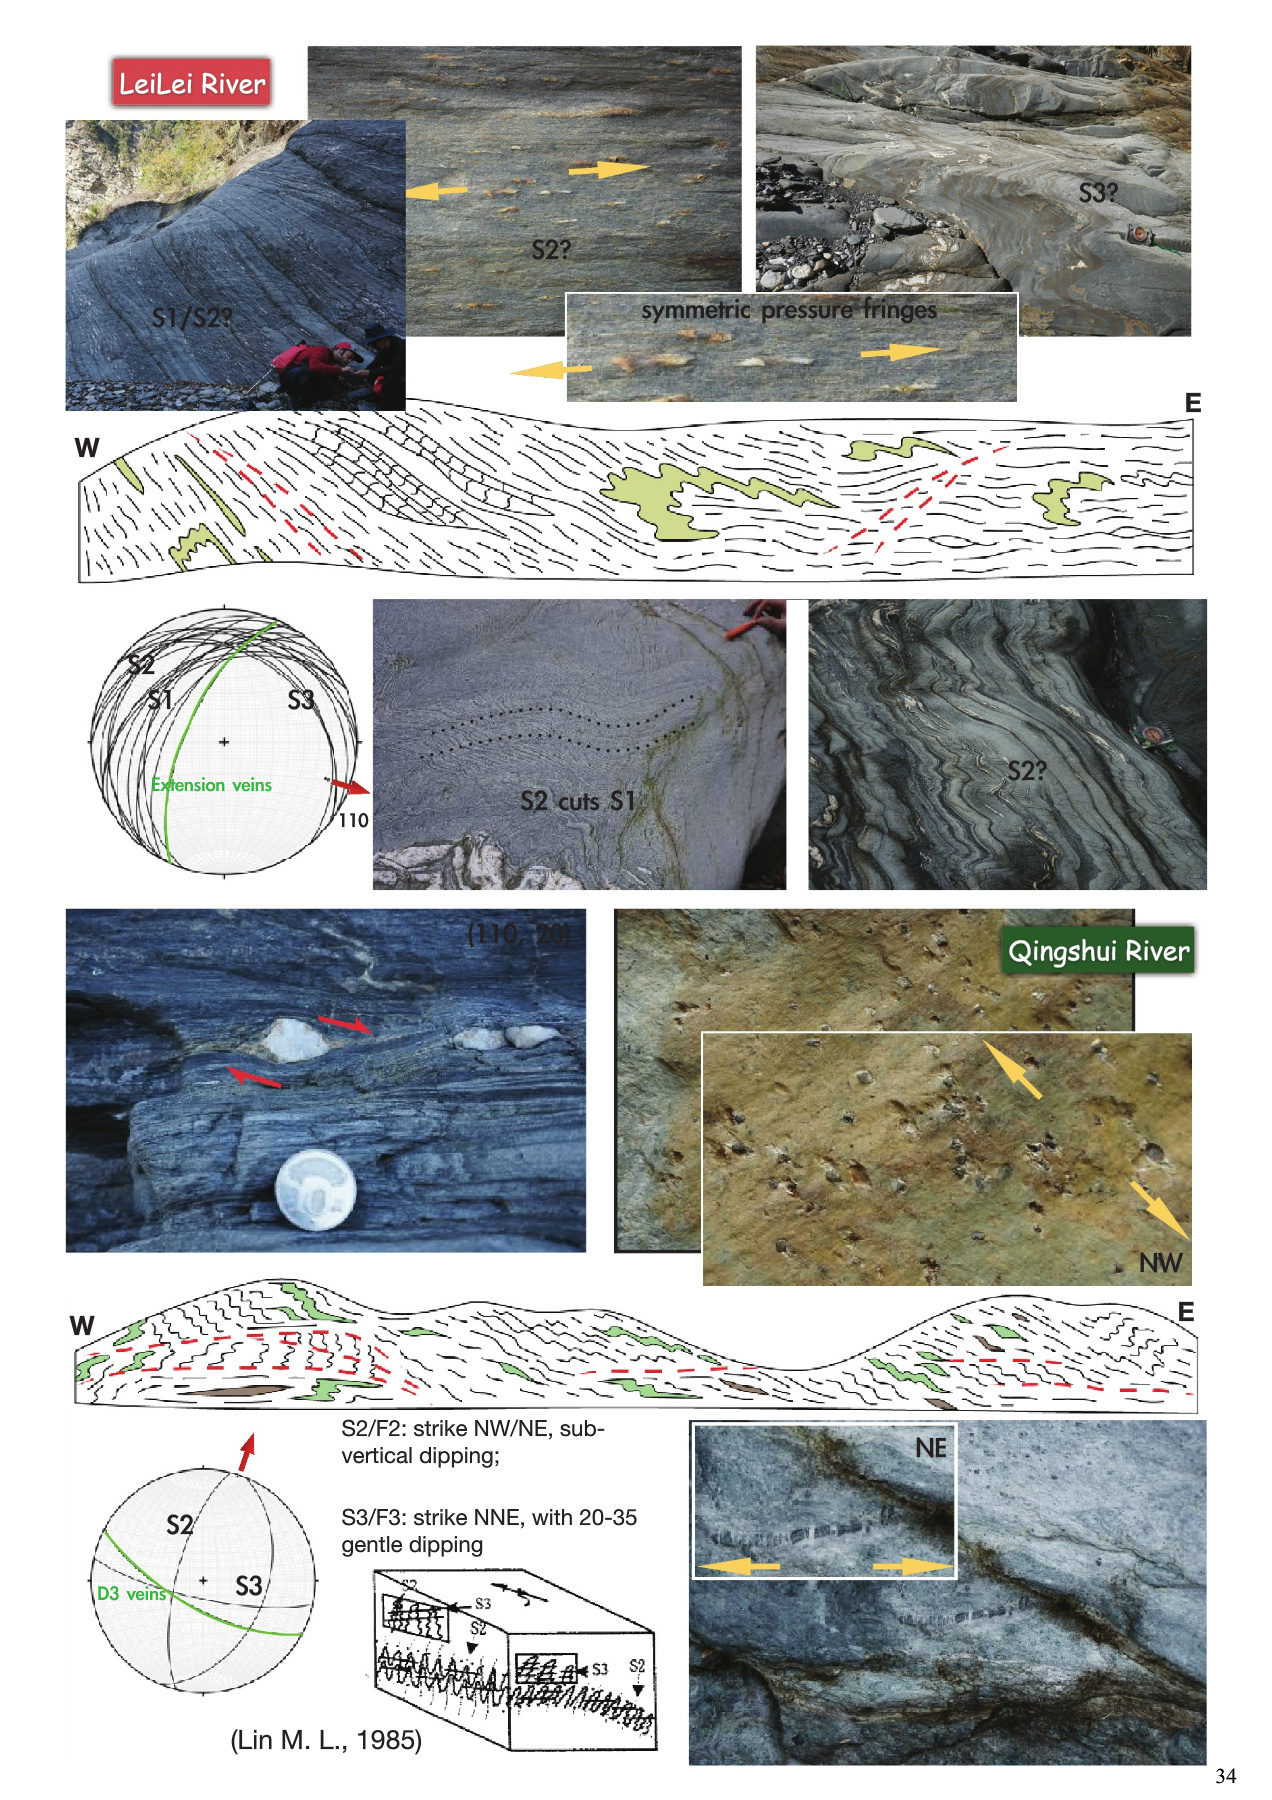 LeiLei River
S1/S2?
S2?
S3?
symmetric pressure fringes
W
E
S2
S1
S3
Extension veins
110
S2 cuts S1
S2?
(110, 20)
Qingshui River
NW
W
E
S2/F2: strike NW/NE, sub-
vertical dipping;
S3/F3: strike NNE, with 20-35
gentle dipping
S2
S3
D3 veins
S2
S3
S2
S3
S2
(Lin M. L., 1985)
NE
34